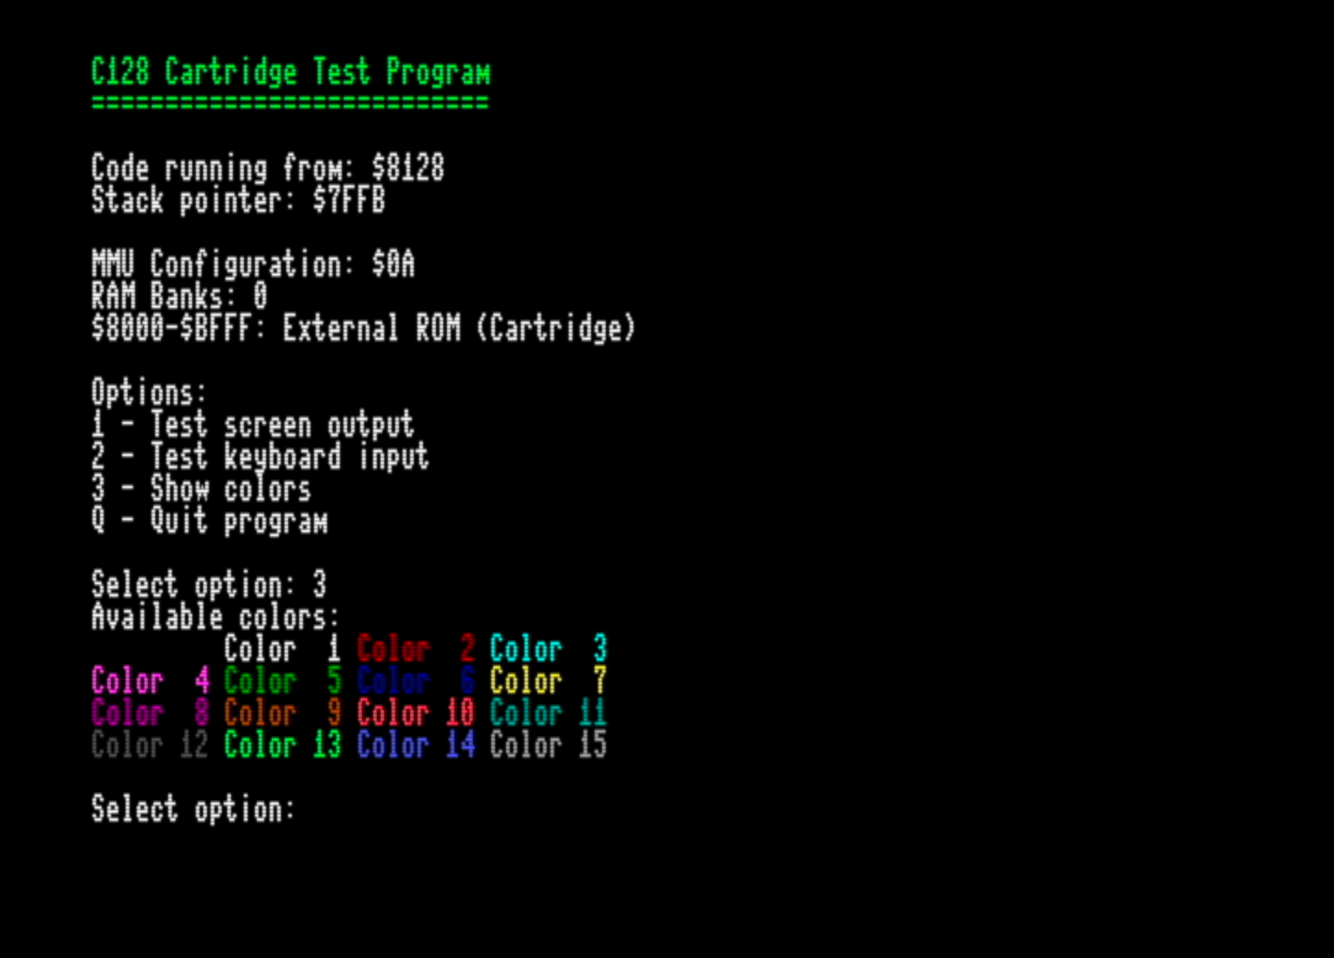 C128 Cartridge Test Program
===========================
Code running from: $8128
Stack pointer: $7FFB
MMU Configuration: $0A
RAM Banks: 0
$8000-$BFFF: External ROM (Cartridge)
Options:
1 - Test screen output
2 - Test keyboard input
3 - Show colors
Q - Quit program
Select option: 3
Available colors:
Color  1 Color  2 Color  3
Color  4 Color  5 Color  6 Color  7
Color  8 Color  9 Color 10 Color 11
Color 12 Color 13 Color 14 Color 15
Select option: